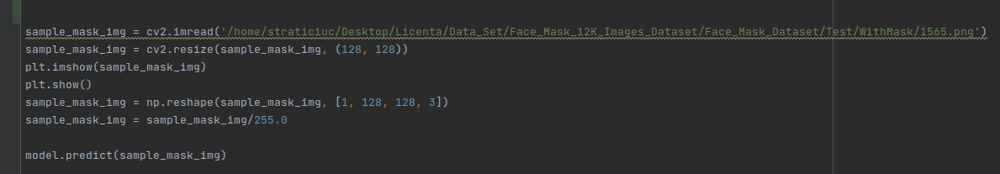 sample_mask_img = cv2.imread('/home/straticiuc/Desktop/Licenta/Data_Set/Face_Mask_12K_Images_Dataset/Face_Mask_Dataset/Test/WithMask/1565.png')
sample_mask_img = cv2.resize(sample_mask_img, (128, 128))
plt.imshow(sample_mask_img)
plt.show()
sample_mask_img = np.reshape(sample_mask_img, [1, 128, 128, 3])
sample_mask_img = sample_mask_img/255.0
model.predict(sample_mask_img)